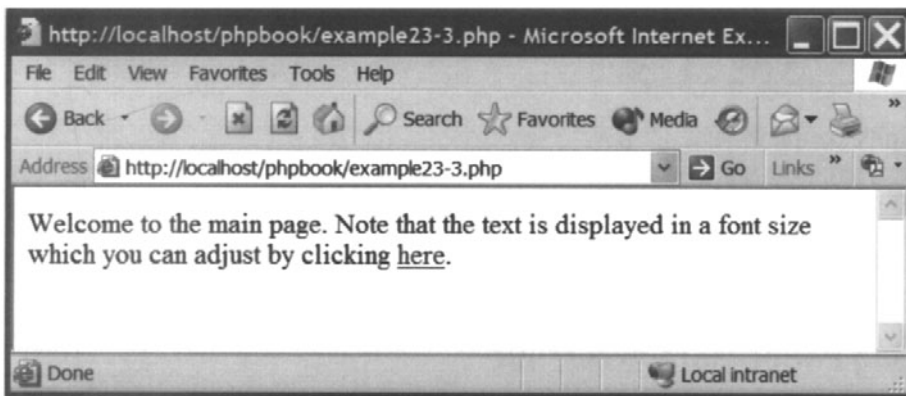 http://localhost/phpbook/example23-3.php - Microsoft Internet Ex...
File Edit View Favorites Tools Help
Back Search Favorites Media »
Address http://localhost/phpbook/example23-3.php Go Links »
Welcome to the main page. Note that the text is displayed in a font size
which you can adjust by clicking here.
Done Local intranet